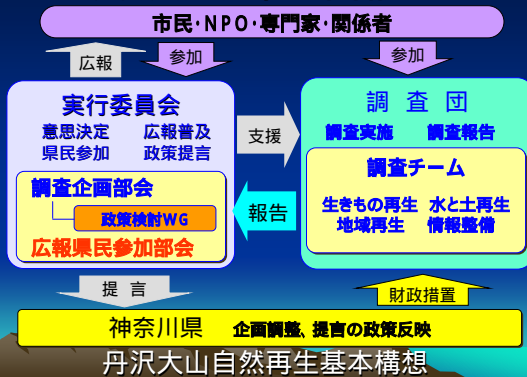 市民・NPO・専門家・関係者
広報
参加
参加
実行委員会
意思決定 広報普及
県民参加 政策提言
調査企画部会
政策検討WG
広報県民参加部会
支援
報告
調査団
調査実施 調査報告
調査チーム
生きもの再生 水と土再生
地域再生 情報整備
提言
財政措置
神奈川県 企画調整、提言の政策反映
丹沢大山自然再生基本構想